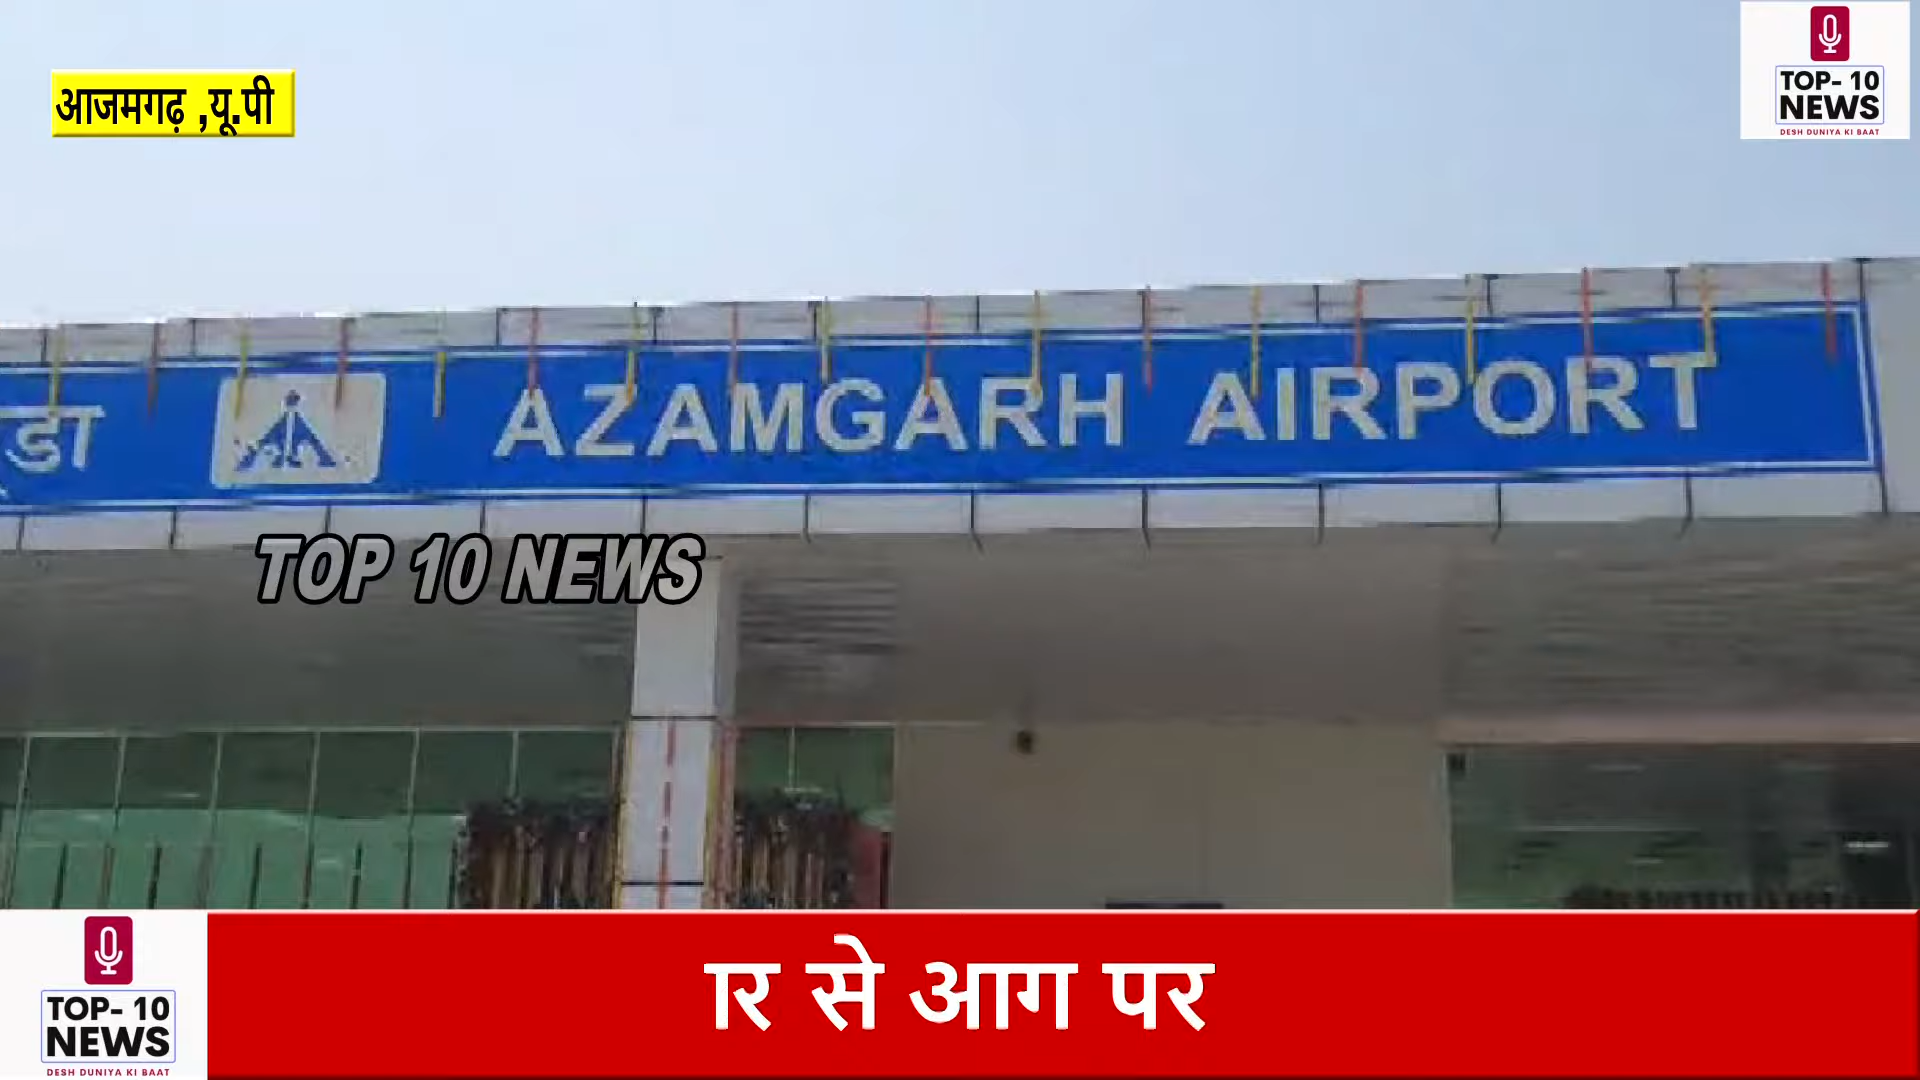 आजमगढ़ ,यू.पी
TOP- 10
NEWS
DESH DUNIYA KI BAAT
AZAMGARH AIRPORT
TOP 10 NEWS
TOP- 10
NEWS
DESH DUNIYA KI BAAT
ार से आग पर